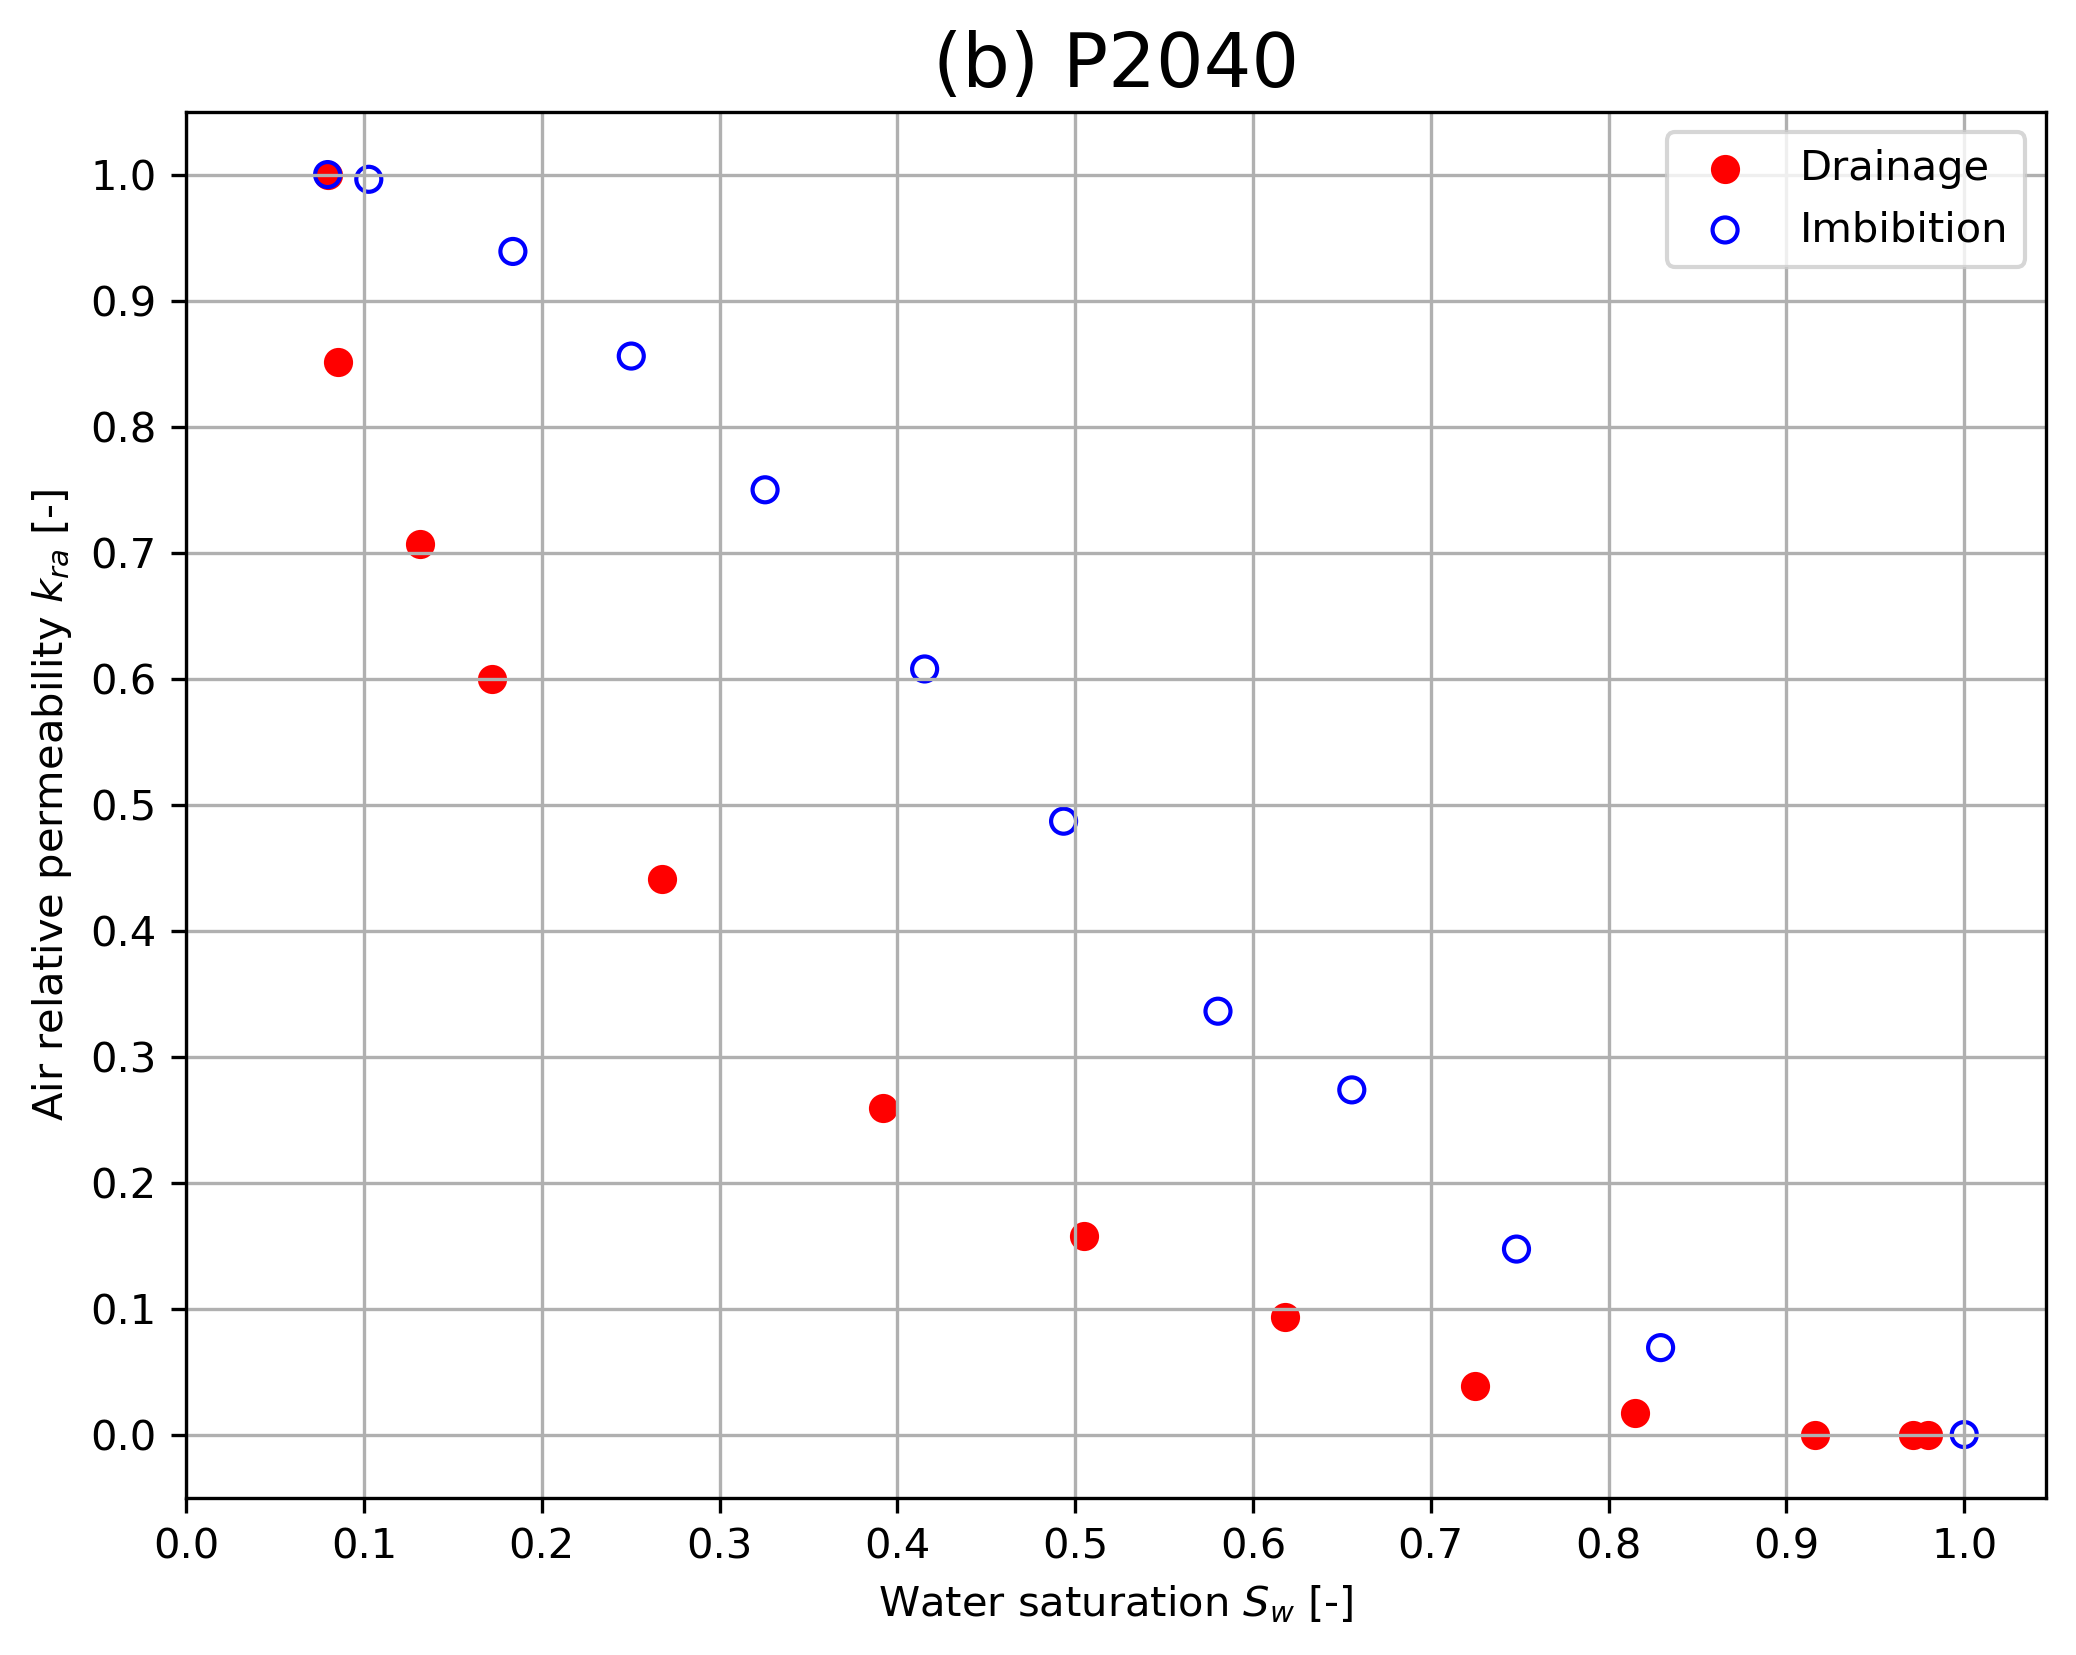 (b) P2040
Drainage
Imbibition
1.0
0.9
0.8
0.7
0.6
0.5
0.4
0.3
0.2
0.1
0.0
Air relative permeability k_ra [-]
0.0 0.1 0.2 0.3 0.4 0.5 0.6 0.7 0.8 0.9 1.0
Water saturation S_w [-]